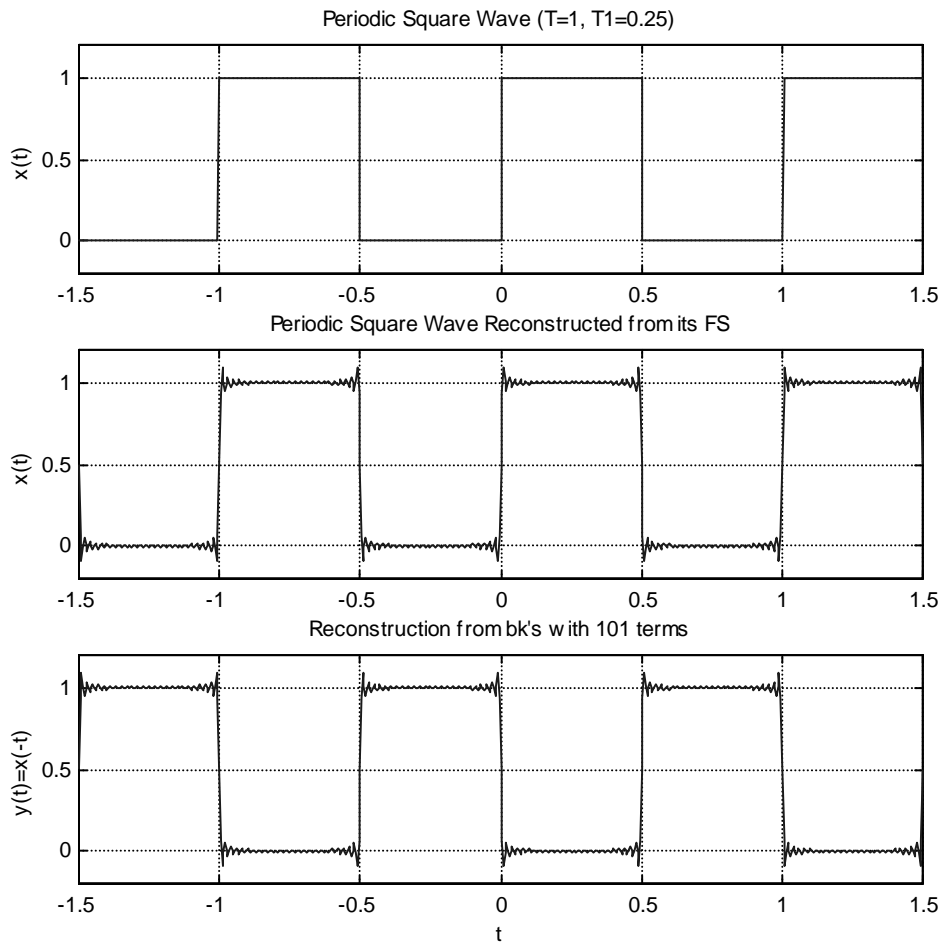 Periodic Square Wave (T=1, T1=0.25)
1
0.5
0
x(t)
-1.5 -1 -0.5 0 0.5 1 1.5
Periodic Square Wave Reconstructed from its FS
1
0.5
0
x(t)
-1.5 -1 -0.5 0 0.5 1 1.5
Reconstruction from bk's with 101 terms
1
0.5
0
y(t)=x(-t)
-1.5 -1 -0.5 0 0.5 1 1.5
t